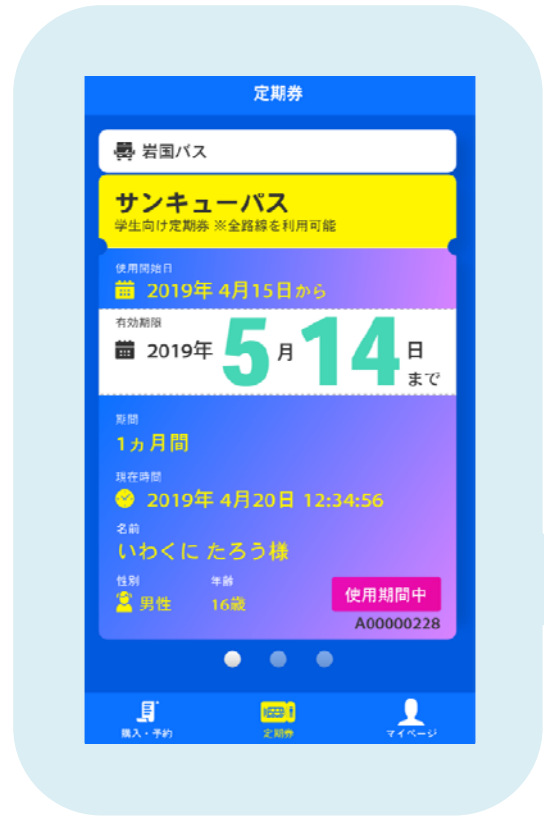 定期券
岩国バス
サンキューパス
学生向け定期券 ※全路線を利用可能
使用開始日
2019年 4月15日から
有効期限
2019年 5月14日
まで
期間
1ヵ月間
現在時間
2019年 4月20日 12:34:56
名前
いわくに たろう様
性別 年齢
男性 16歳
使用期間中
A00000228
購入・予約 定期券 マイページ